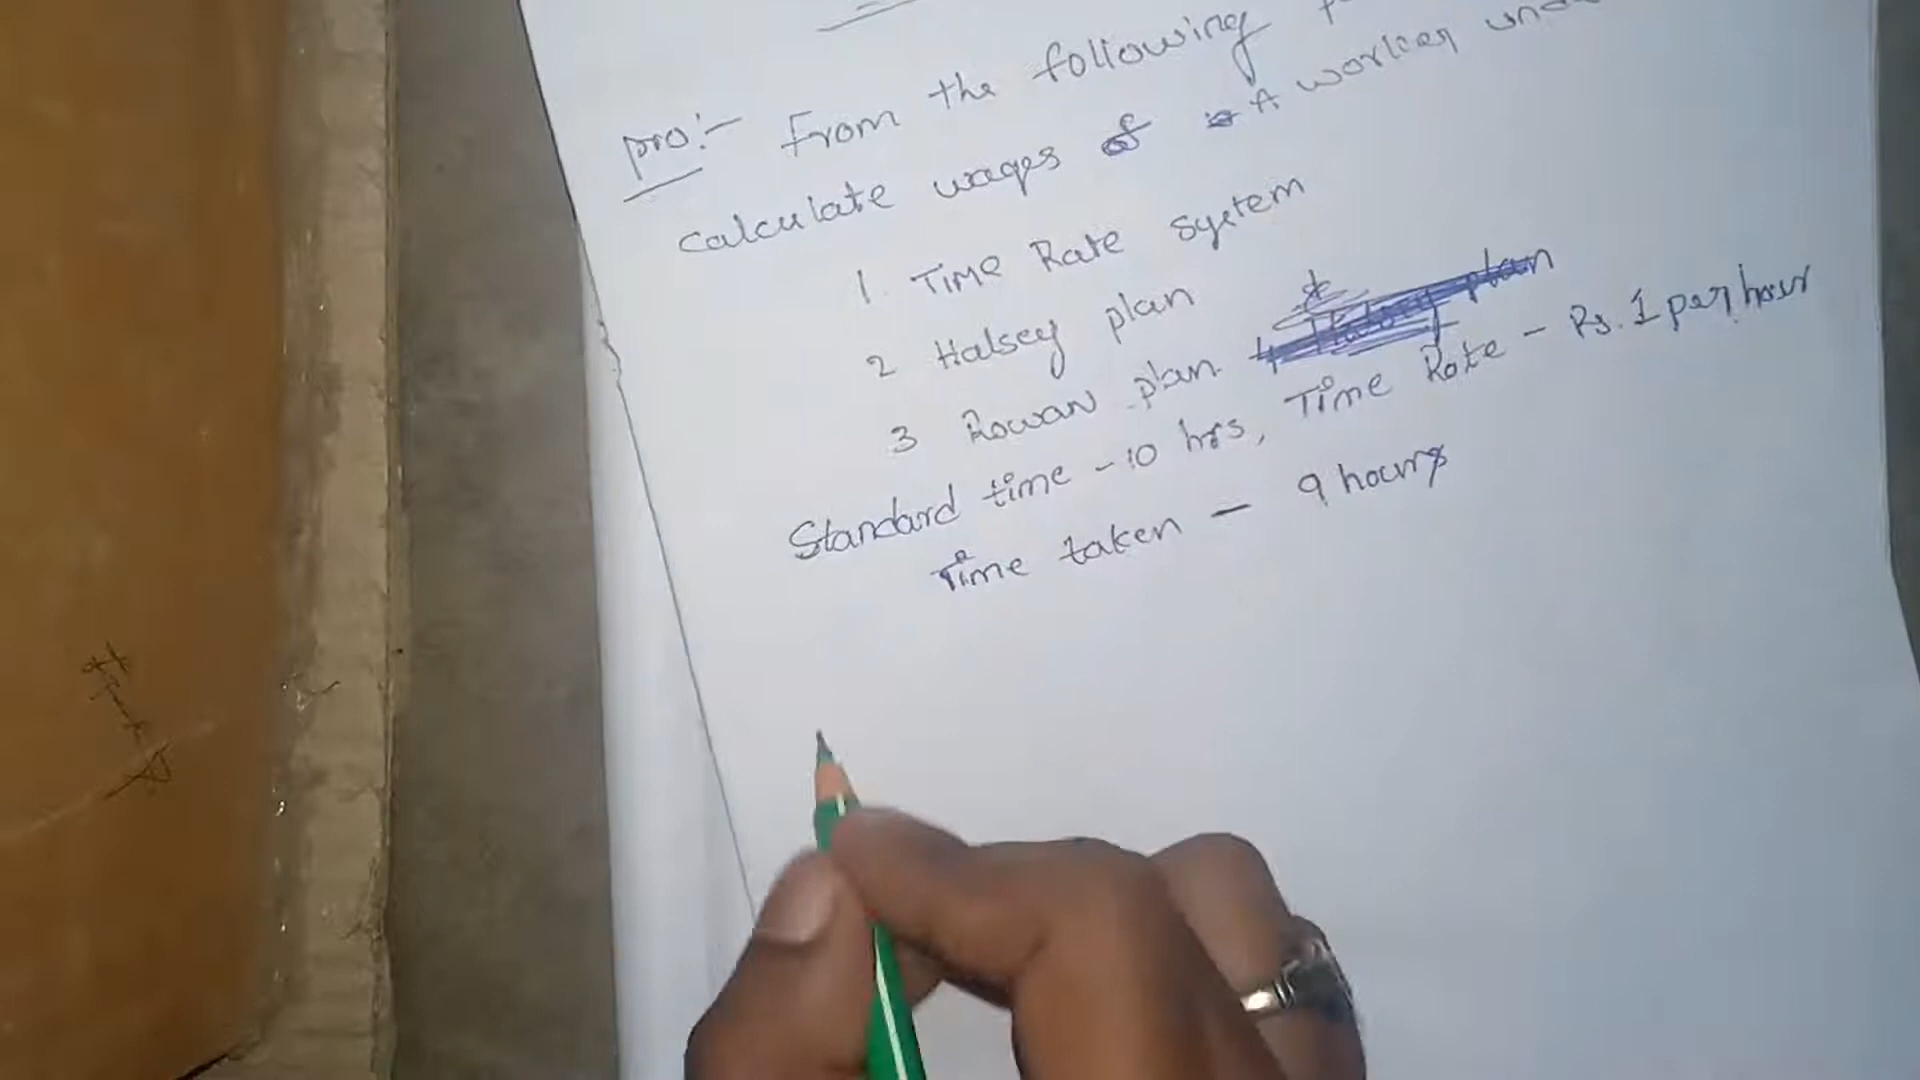 pro:- From the following
calculate wages of A worker
1. Time Rate system
2 Halsey plan
3 Rowan plan
Standard time - 10 hrs, Time Rate - Rs. 1 per hour
Time taken - 9 hours